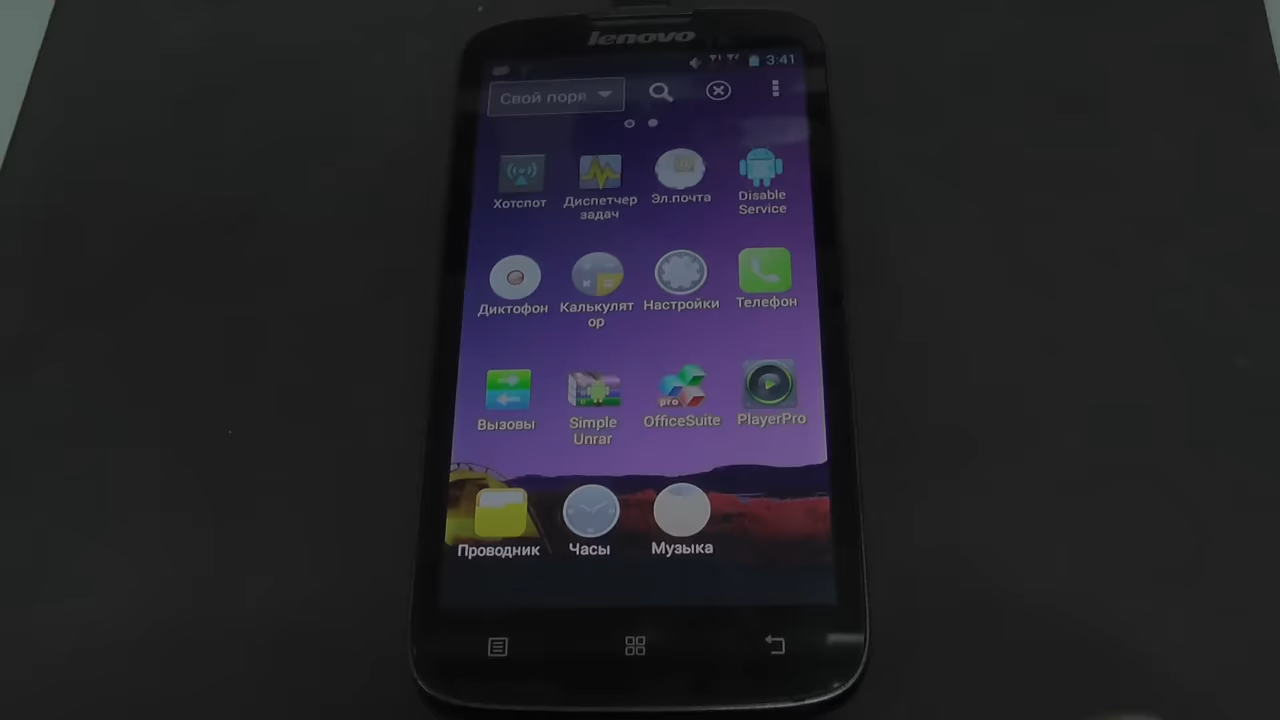 lenovo
3:41
Свой поря
Хотспот
Диспетчер
задач
Эл.почта
Disable
Service
Диктофон
Калькулят
ор
Настройки
Телефон
Вызовы
Simple
Unrar
pro
OfficeSuite
PlayerPro
Проводник
Часы
Музыка